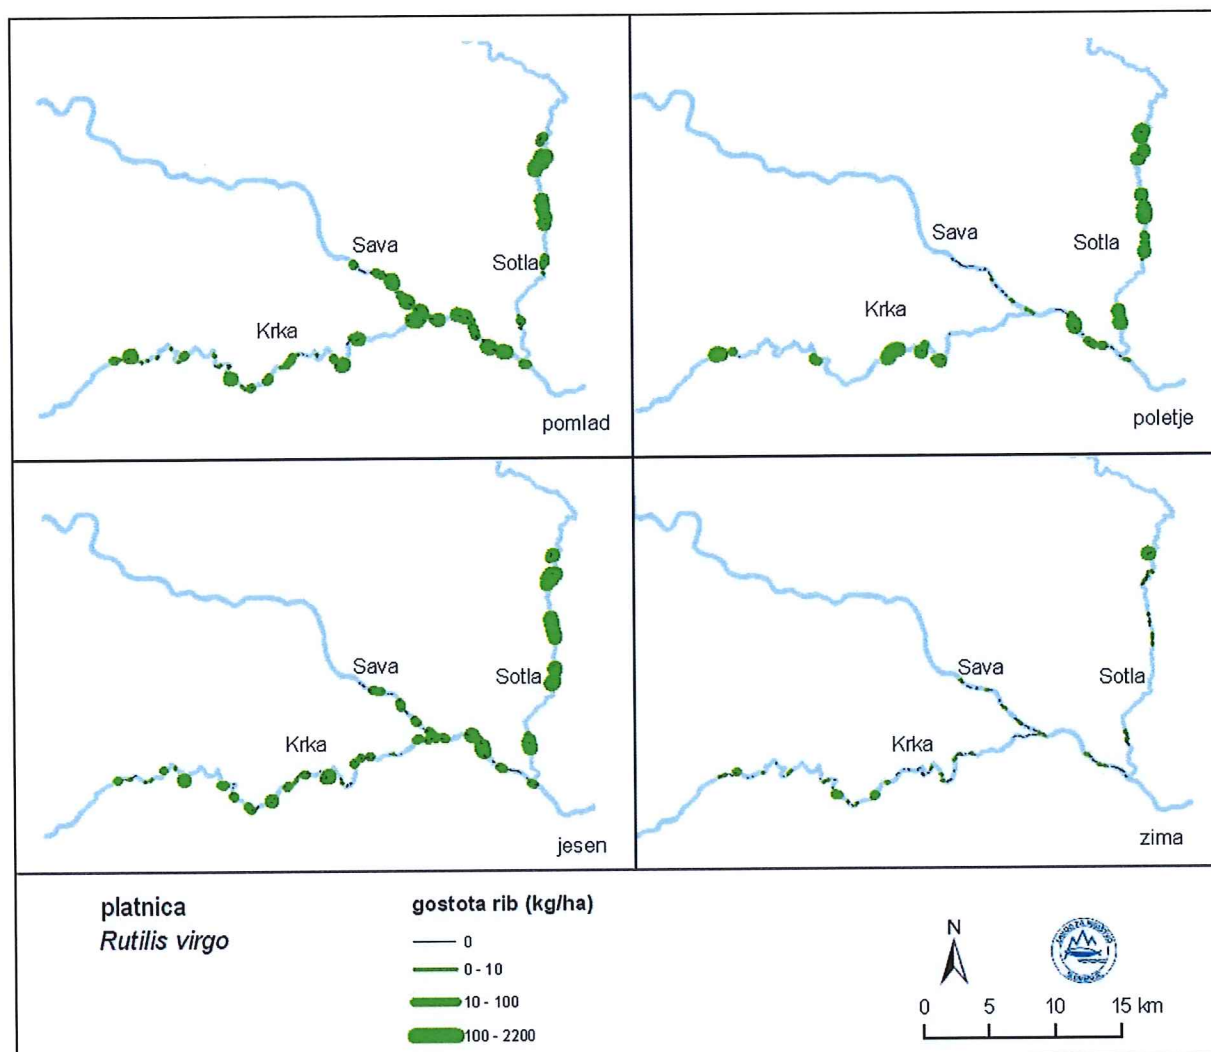 Sava
Sotla
Krka
pomlad
Sava
Sotla
Krka
poletje
Sava
Sotla
Krka
jesen
Sava
Sotla
Krka
zima
platnica
Rutilis virgo
gostota rib (kg/ha)
0
0 - 10
10 - 100
100 - 2200
N
0 5 10 15 km